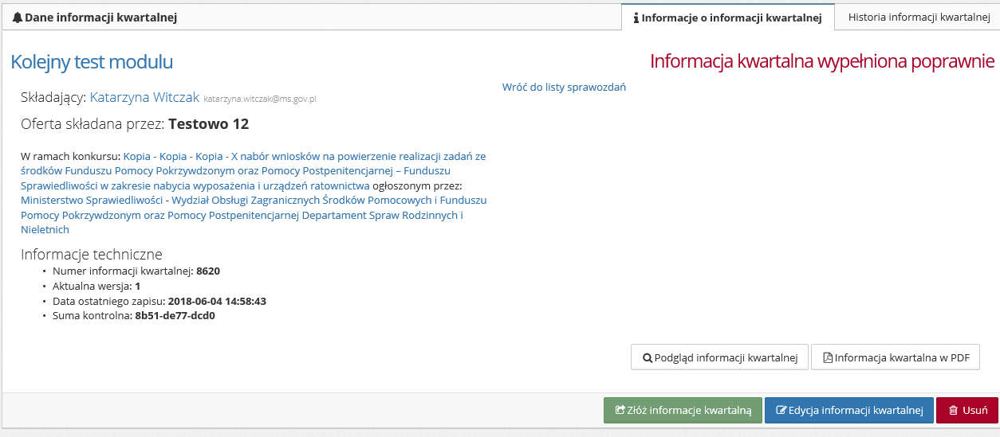 Dane informacji kwartalnej
Informacje o informacji kwartalnej
Historia informacji kwartalnej
Kolejny test modulu
Informacja kwartalna wypełniona poprawnie
Wróć do listy sprawozdań
Składający: Katarzyna Witczak katarzyna.witczak@ms.gov.pl
Oferta składana przez: Testowo 12
W ramach konkursu: Kopia - Kopia - Kopia - X nabór wniosków na powierzenie realizacji zadań ze
środków Funduszu Pomocy Pokrzywdzonym oraz Pomocy Postpenitencjarnej – Funduszu
Sprawiedliwości w zakresie nabycia wyposażenia i urządzeń ratownictwa ogłoszonym przez:
Ministerstwo Sprawiedliwości - Wydział Obsługi Zagranicznych Środków Pomocowych i Funduszu
Pomocy Pokrzywdzonym oraz Pomocy Postpenitencjarnej Departament Spraw Rodzinnych i
Nieletnich
Informacje techniczne
• Numer informacji kwartalnej: 8620
• Aktualna wersja: 1
• Data ostatniego zapisu: 2018-06-04 14:58:43
• Suma kontrolna: 8b51-de77-dcd0
Podgląd informacji kwartalnej
Informacja kwartalna w PDF
Złóż informacje kwartalną
Edycja informacji kwartalnej
Usuń